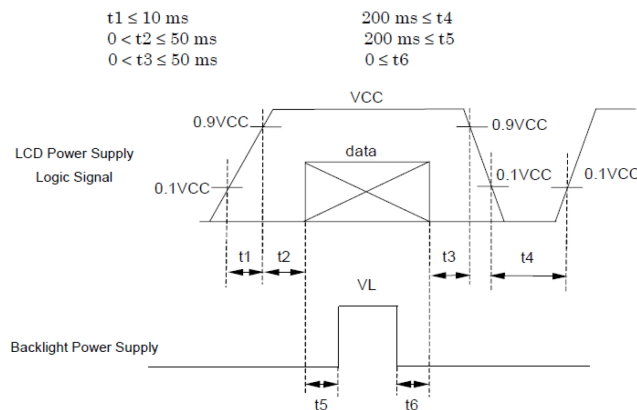 t1 ≤ 10 ms 200 ms ≤ t4
0 < t2 ≤ 50 ms 200 ms ≤ t5
0 < t3 ≤ 50 ms 0 ≤ t6
VCC
0.9VCC 0.9VCC
LCD Power Supply
Logic Signal
data
0.1VCC 0.1VCC 0.1VCC
t1 t2 t3 t4
VL
Backlight Power Supply
t5 t6